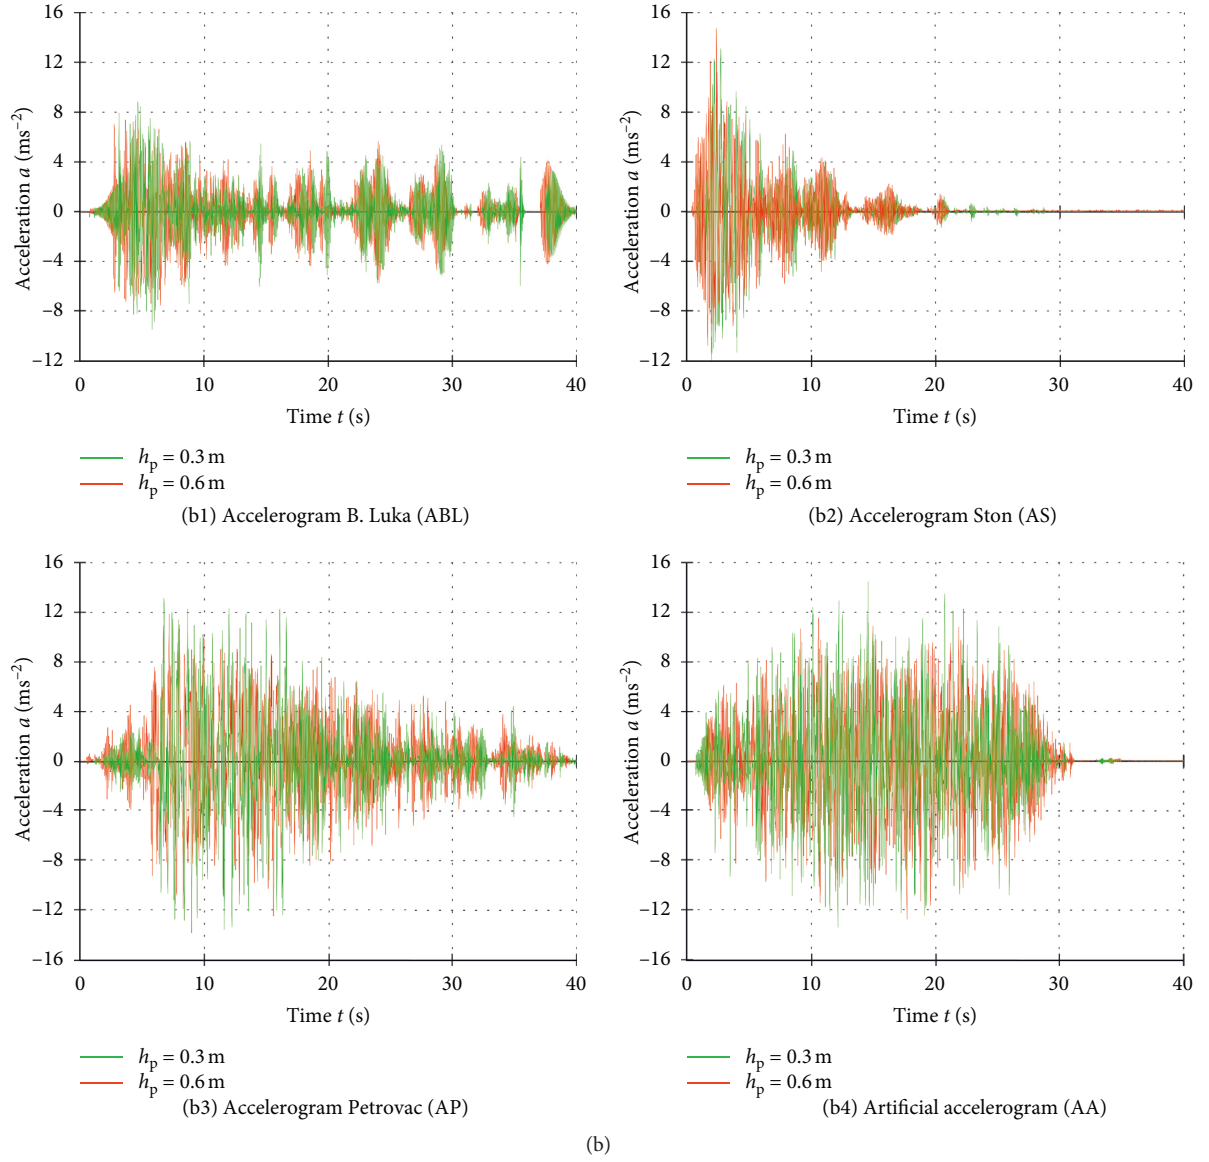 16
12
8
4
0
−4
−8
−12
Acceleration a (ms−2)
0 10 20 30 40
Time t (s)
hp = 0.3 m
hp = 0.6 m
(b1) Accelerogram B. Luka (ABL)
16
12
8
4
0
−4
−8
−12
Acceleration a (ms−2)
0 10 20 30 40
Time t (s)
hp = 0.3 m
hp = 0.6 m
(b2) Accelerogram Ston (AS)
16
12
8
4
0
−4
−8
−12
−16
Acceleration a (ms−2)
0 10 20 30 40
Time t (s)
hp = 0.3 m
hp = 0.6 m
(b3) Accelerogram Petrovac (AP)
16
12
8
4
0
−4
−8
−12
−16
Acceleration a (ms−2)
0 10 20 30 40
Time t (s)
hp = 0.3 m
hp = 0.6 m
(b4) Artificial accelerogram (AA)
(b)